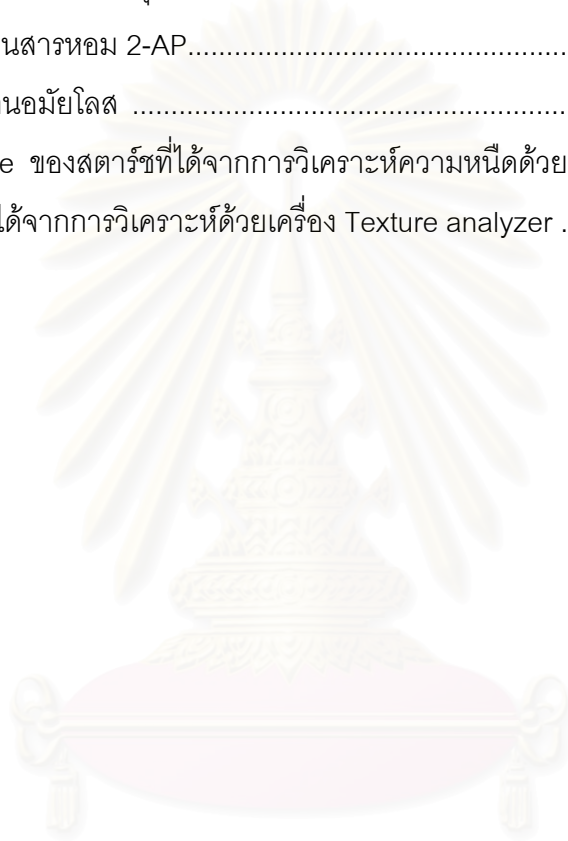 นสารหอม 2-AP................................................
นอมัยโลส .......................................................
e ของสตาร์ชที่ได้จากการวิเคราะห์ความหนืดด้วย
ได้จากการวิเคราะห์ด้วยเครื่อง Texture analyzer .